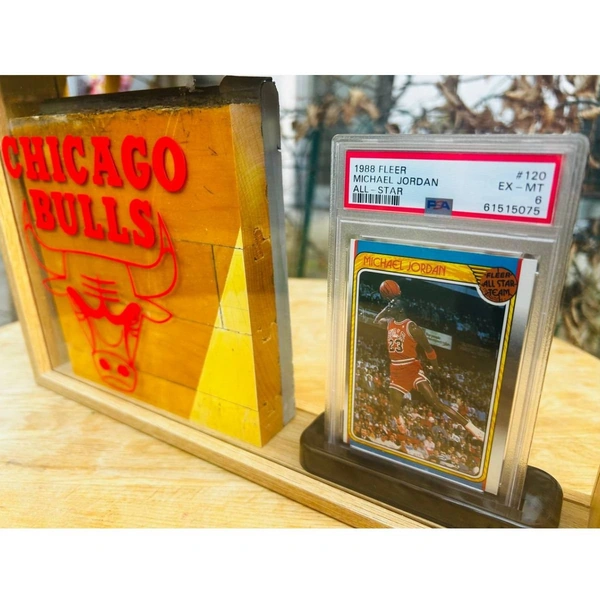 CHICAGO
BULLS
1988 FLEER
MICHAEL JORDAN
ALL-STAR
#120
EX-MT
6
61515075
PSA
MICHAEL JORDAN
FLEER
ALL STAR
TEAM
23